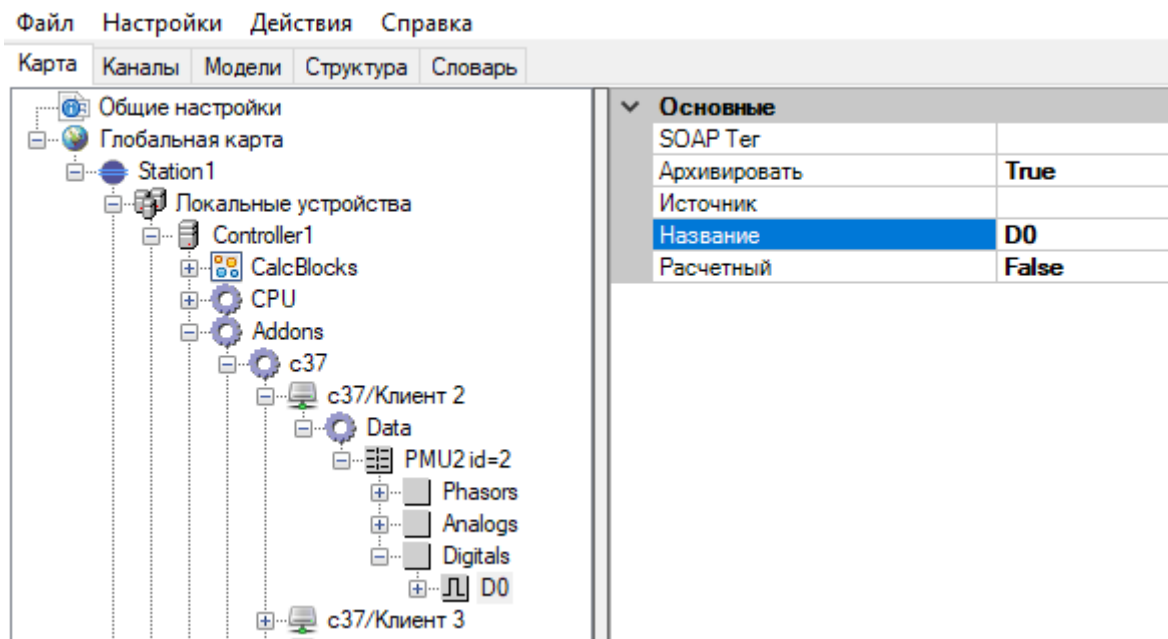 Файл Настройки Действия Справка
Карта Каналы Модели Структура Словарь
Общие настройки
Глобальная карта
Station1
Локальные устройства
Controller1
CalcBlocks
CPU
Addons
c37
c37/Клиент 2
Data
PMU2 id=2
Phasors
Analogs
Digitals
D0
c37/Клиент 3
Основные
SOAP Тег
Архивировать True
Источник
Название D0
Расчетный False